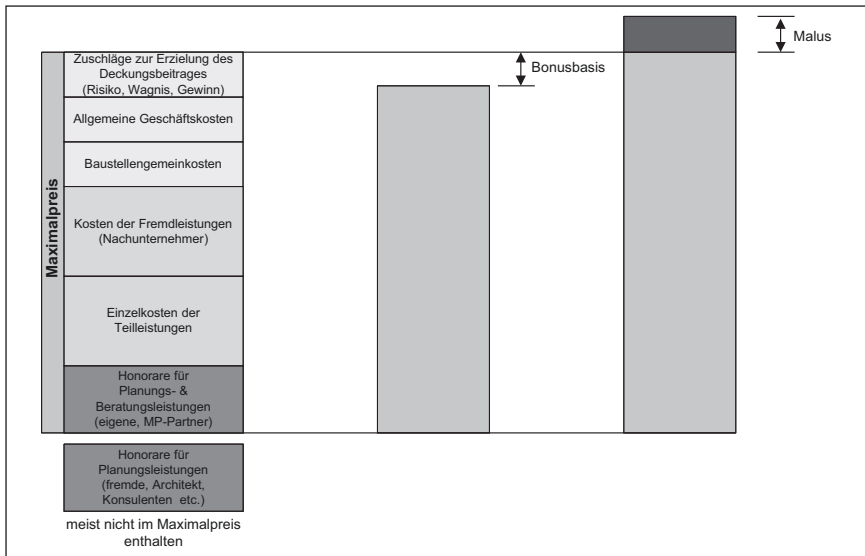 Zuschläge zur Erzielung des
Deckungsbeitrages
(Risiko, Wagnis, Gewinn)
Allgemeine Geschäftskosten
Baustellengemeinkosten
Kosten der Fremdleistungen
(Nachunternehmer)
Einzelkosten der
Teilleistungen
Honorare für
Planungs- &
Beratungsleistungen
(eigene, MP-Partner)
Maximalpreis
Honorare für
Planungsleistungen
(fremde, Architekt,
Konsulenten etc.)
meist nicht im Maximalpreis
enthalten
Bonusbasis
Malus